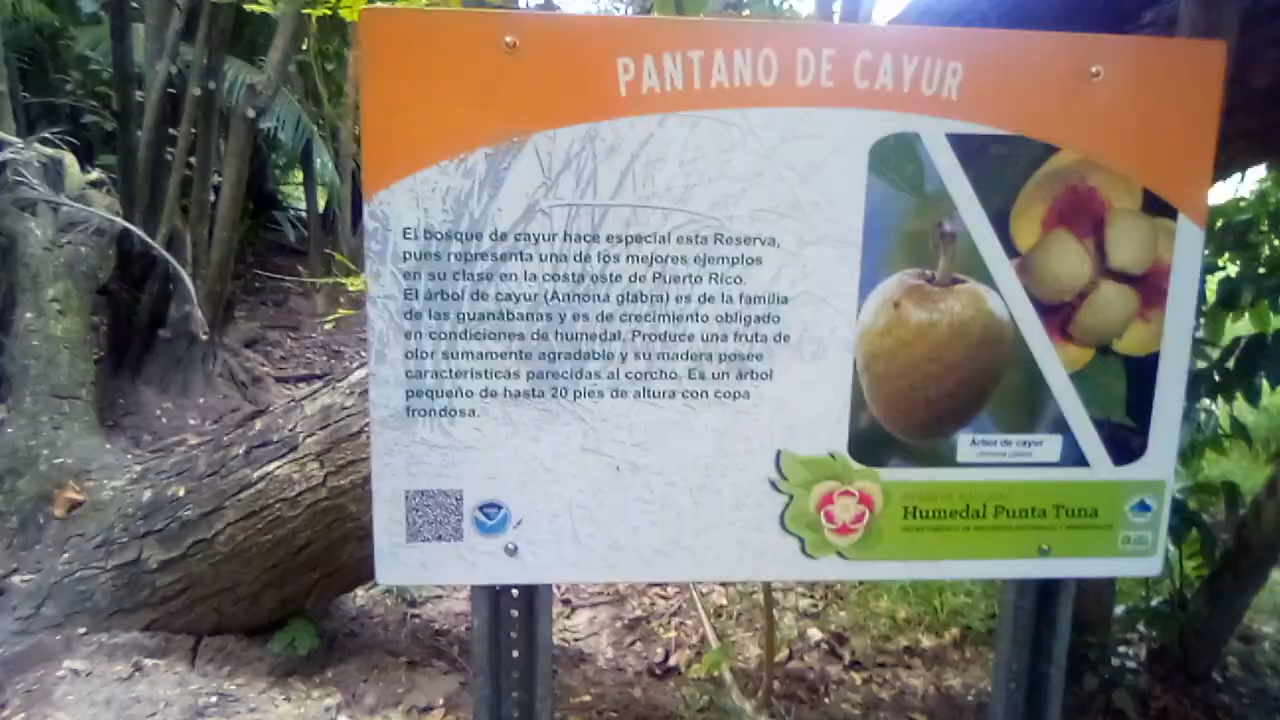 PANTANO DE CAYUR
El bosque de cayur hace especial esta Reserva,
pues representa una de los mejores ejemplos
en su clase en la costa este de Puerto Rico.
El árbol de cayur (Annona glabra) es de la familia
de las guanábanas y es de crecimiento obligado
en condiciones de humedal. Produce una fruta de
olor sumamente agradable y su madera posee
características parecidas al corcho. Es un árbol
pequeño de hasta 20 pies de altura con copa
frondosa.
Árbol de cayur
Annona glabra
Humedal Punta Tuna